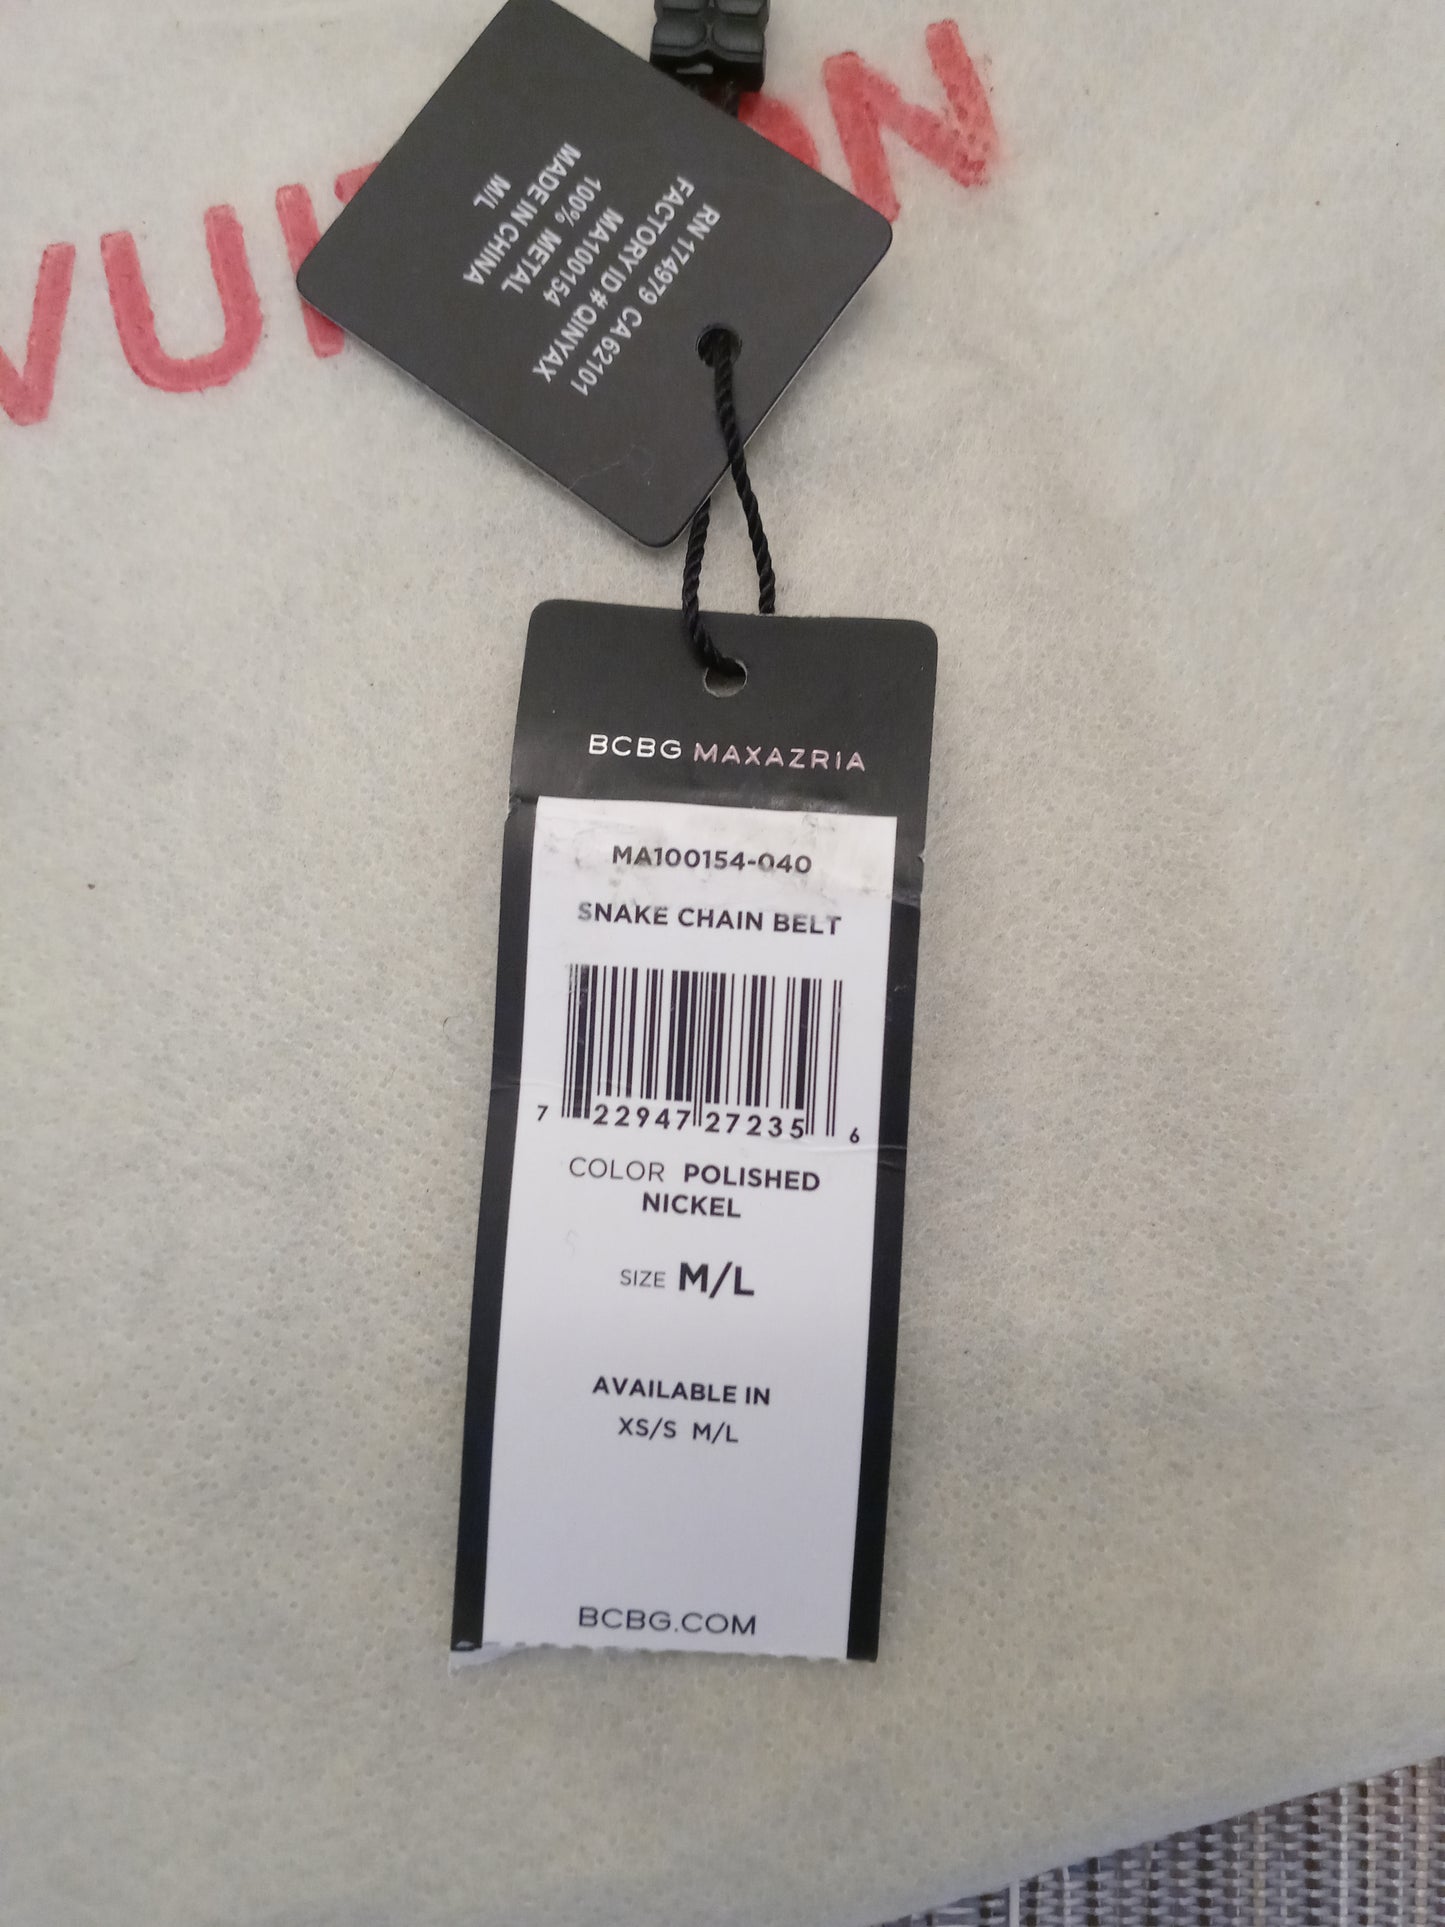 VUITTON
RN 174979 CA 62101
FACTORY ID # QINYAX
MA100154
100% METAL
MADE IN CHINA
M/L
BCBG MAXAZRIA
MA100154-040
SNAKE CHAIN BELT
7 22947 27235 6
COLOR POLISHED
NICKEL
SIZE M/L
AVAILABLE IN
XS/S M/L
BCBG.COM